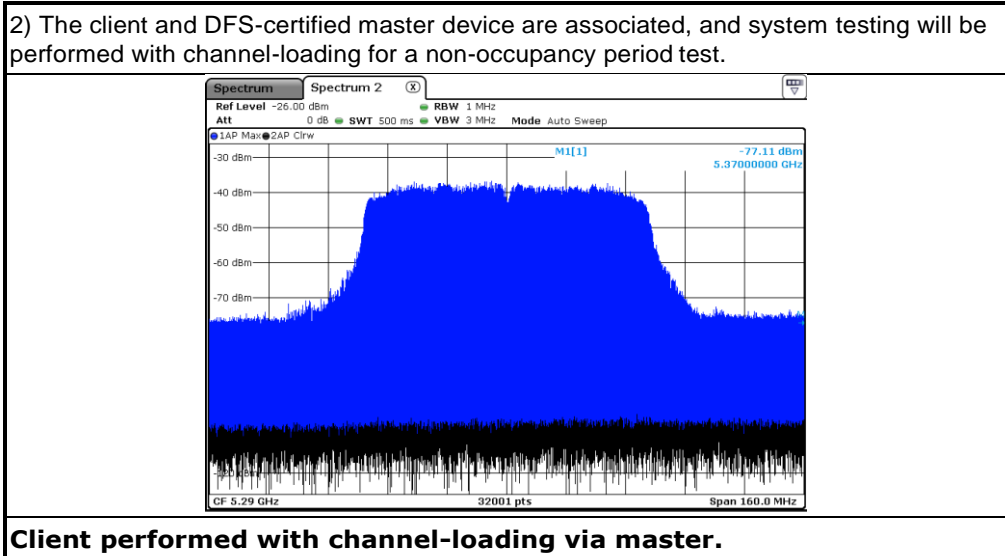 2) The client and DFS-certified master device are associated, and system testing will be
performed with channel-loading for a non-occupancy period test.
Spectrum Spectrum 2 X
Ref Level -26.00 dBm RBW 1 MHz
Att 0 dB SWT 500 ms VBW 3 MHz Mode Auto Sweep
1AP Max 2AP Clrw
M1[1] -77.11 dBm
5.37000000 GHz
-30 dBm
-40 dBm
-50 dBm
-60 dBm
-70 dBm
CF 5.29 GHz 32001 pts Span 160.0 MHz
Client performed with channel-loading via master.